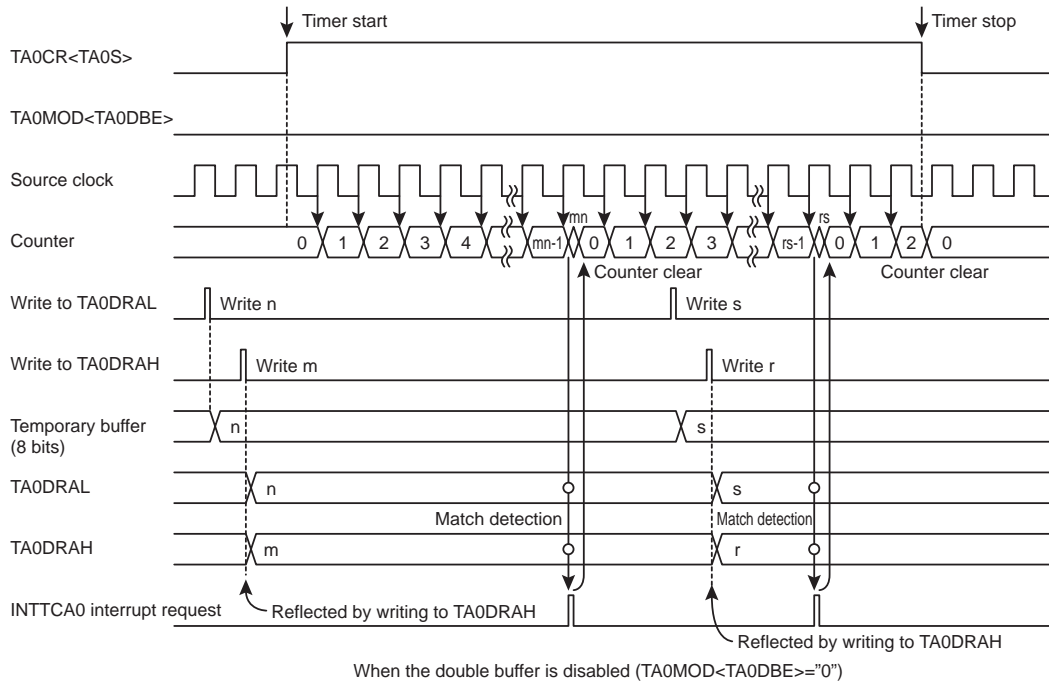 Timer start
Timer stop
TA0CR<TA0S>
TA0MOD<TA0DBE>
Source clock
mn
rs
Counter
0 1 2 3 4 mn-1 0 1 2 3 rs-1 0 1 2 0
Counter clear
Counter clear
Write to TA0DRAL
Write n
Write s
Write to TA0DRAH
Write m
Write r
Temporary buffer
(8 bits)
n
s
TA0DRAL
n
s
Match detection
Match detection
TA0DRAH
m
r
INTTCA0 interrupt request
Reflected by writing to TA0DRAH
Reflected by writing to TA0DRAH
When the double buffer is disabled (TA0MOD<TA0DBE>=”0”)